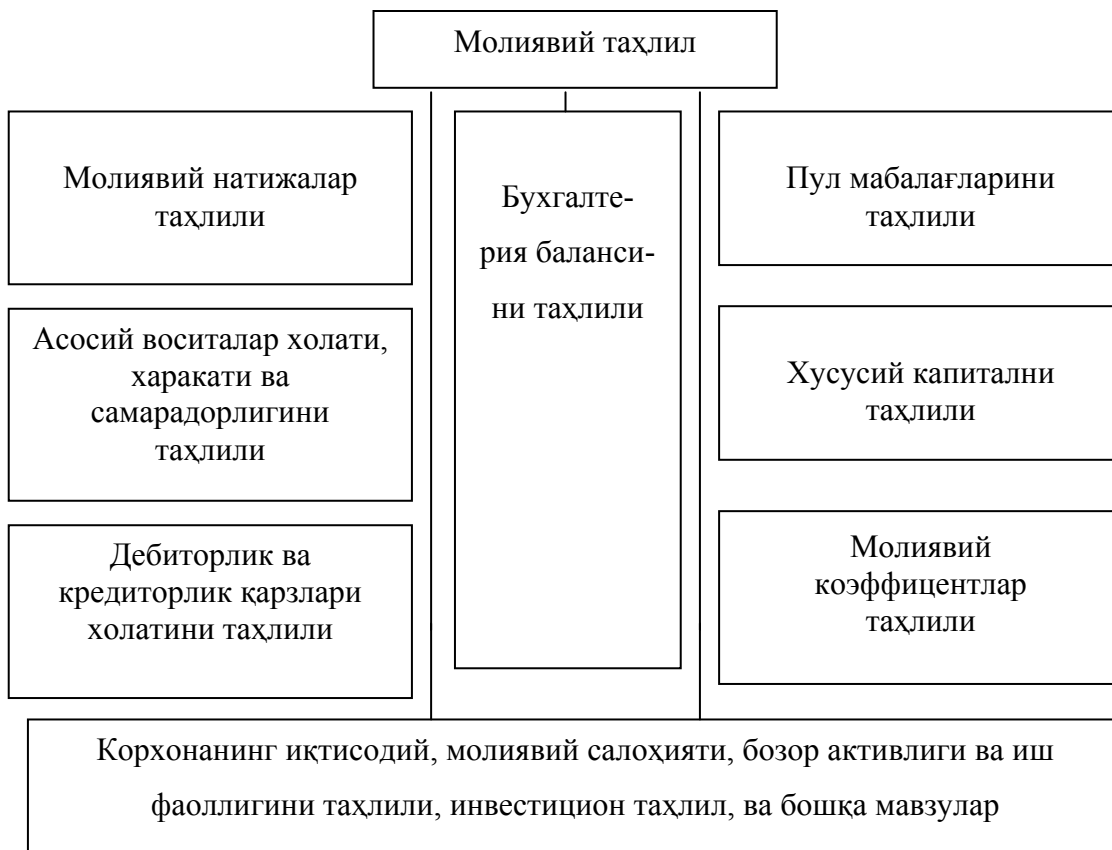 Молиявий таҳлил
Молиявий натижалар
таҳлили
Бухгалте-
рия баланси-
ни таҳлили
Пул мабалағларини
таҳлили
Асосий воситалар холати,
харакати ва
самарадорлигини
таҳлили
Хусусий капитални
таҳлили
Дебиторлик ва
кредиторлик қарзлари
холатини таҳлили
Молиявий
коэффицентлар
таҳлили
Корхонанинг иқтисодий, молиявий салоҳияти, бозор активлиги ва иш
фаоллигини таҳлили, инвестицион таҳлил, ва бошқа мавзулар